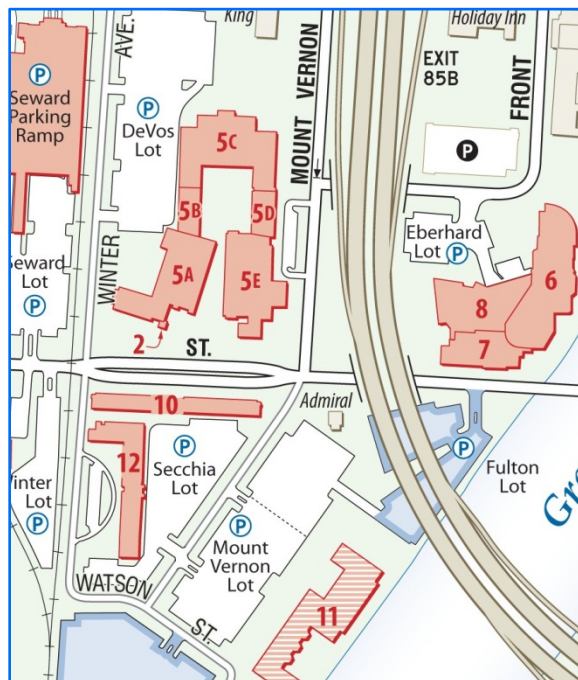 King
Holiday Inn
AVE.
MOUNT VERNON
EXIT
85B
FRONT
P
Seward
Parking
Ramp
P
DeVos
Lot
5C
P
5B
5D
Eberhard
Lot
P
WINTER
5A
5E
6
Seward
Lot
P
8
7
2
ST.
10
Admiral
12
P
Secchia
Lot
P
Fulton
Lot
Winter
Lot
P
P
Mount
Vernon
Lot
WATSON
ST.
11